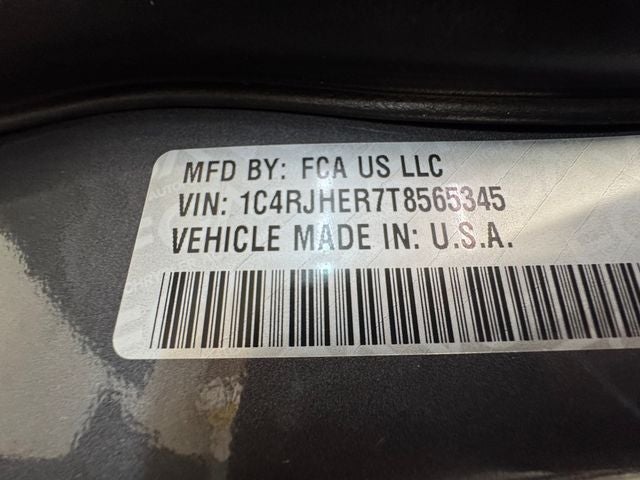 MFD BY: FCA US LLC
VIN: 1C4RJHER7T8565345
VEHICLE MADE IN: U.S.A.